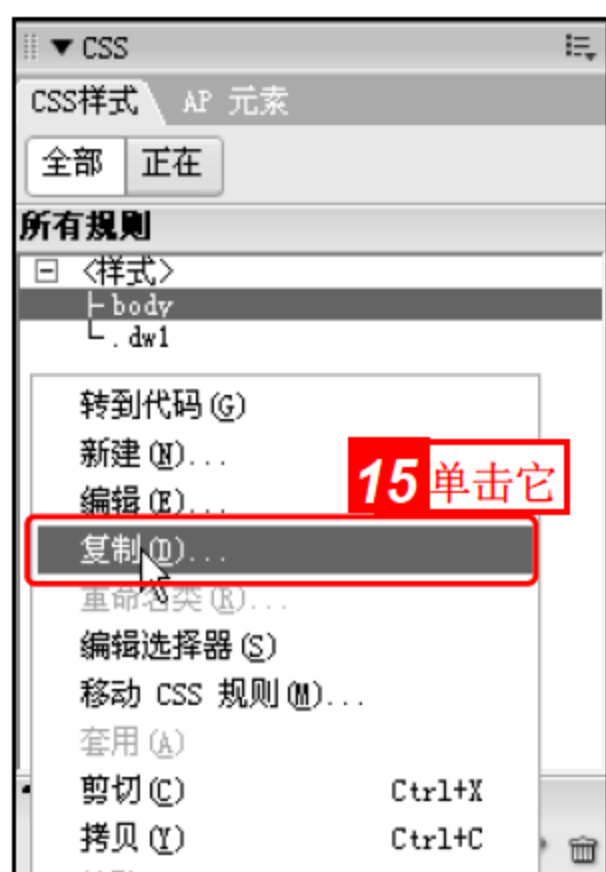 CSS
CSS样式 AP 元素
全部 正在
所有规则
<样式>
body
.dw1
转到代码(G)
新建(N)...
15 单击它
编辑(E)...
复制(D)...
重命名类(R)...
编辑选择器(S)
移动 CSS 规则(M)...
套用(A)
剪切(C) Ctrl+X
拷贝(Y) Ctrl+C